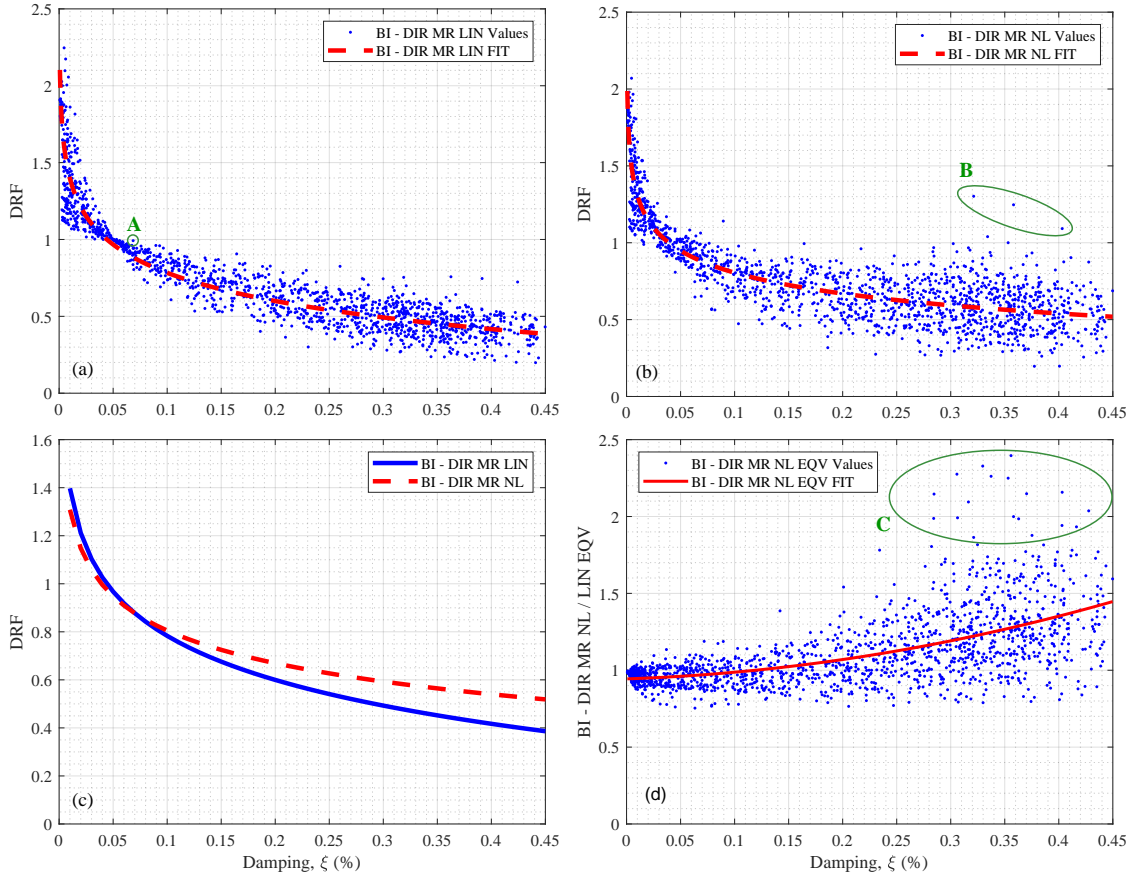 2.5
2
1.5
1
0.5
0
DRF
BI - DIR MR LIN Values
BI - DIR MR LIN FIT
A
(a)
0 0.05 0.1 0.15 0.2 0.25 0.3 0.35 0.4 0.45
2.5
2
1.5
1
0.5
0
DRF
BI - DIR MR NL Values
BI - DIR MR NL FIT
B
(b)
0 0.05 0.1 0.15 0.2 0.25 0.3 0.35 0.4 0.45
1.6
1.4
1.2
1
0.8
0.6
0.4
0.2
0
DRF
BI - DIR MR LIN
BI - DIR MR NL
(c)
0 0.05 0.1 0.15 0.2 0.25 0.3 0.35 0.4 0.45
Damping, ξ (%)
2.5
2
1.5
1
0.5
0
BI - DIR MR NL / LIN EQV
BI - DIR MR NL EQV Values
BI - DIR MR NL EQV FIT
C
(d)
0 0.05 0.1 0.15 0.2 0.25 0.3 0.35 0.4 0.45
Damping, ξ (%)